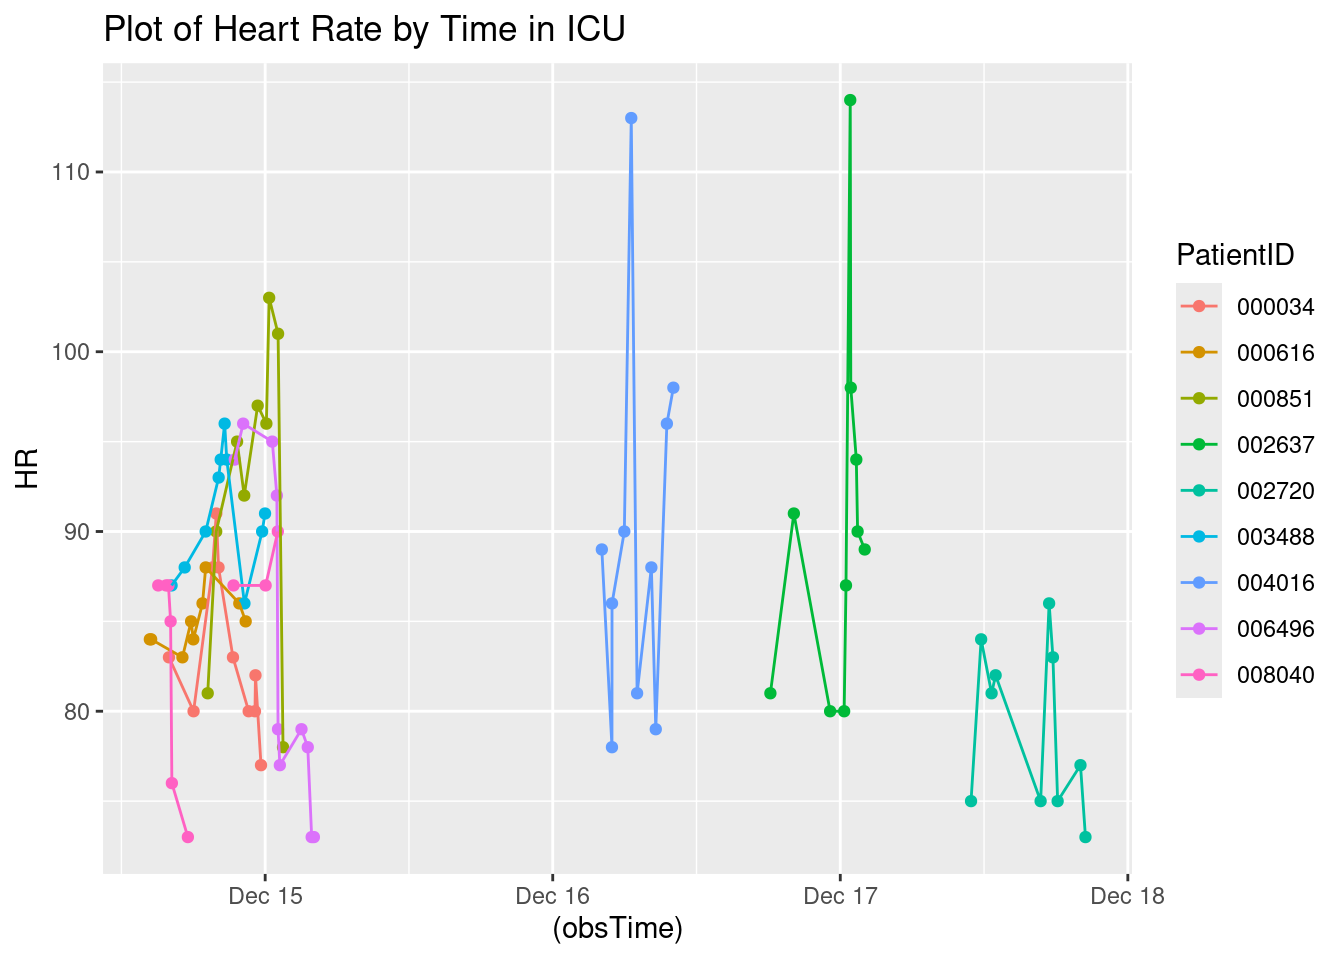 Plot of Heart Rate by Time in ICU
HR
110
100
90
80
Dec 15
Dec 16
Dec 17
Dec 18
(obsTime)
PatientID
000034
000616
000851
002637
002720
003488
004016
006496
008040